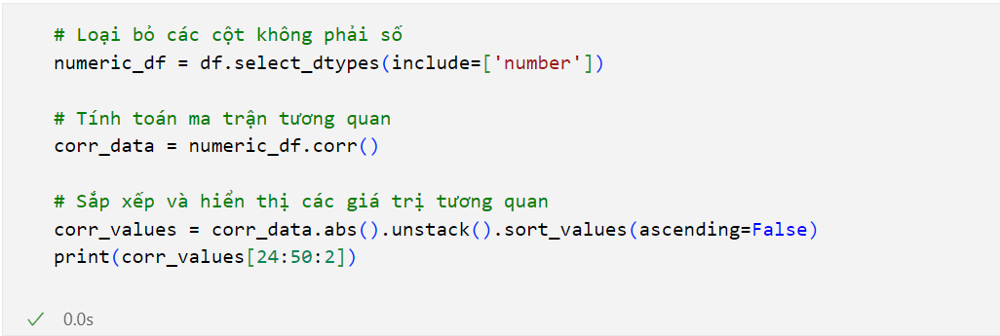 # Loại bỏ các cột không phải số
numeric_df = df.select_dtypes(include=['number'])
# Tính toán ma trận tương quan
corr_data = numeric_df.corr()
# Sắp xếp và hiển thị các giá trị tương quan
corr_values = corr_data.abs().unstack().sort_values(ascending=False)
print(corr_values[24:50:2])
0.0s